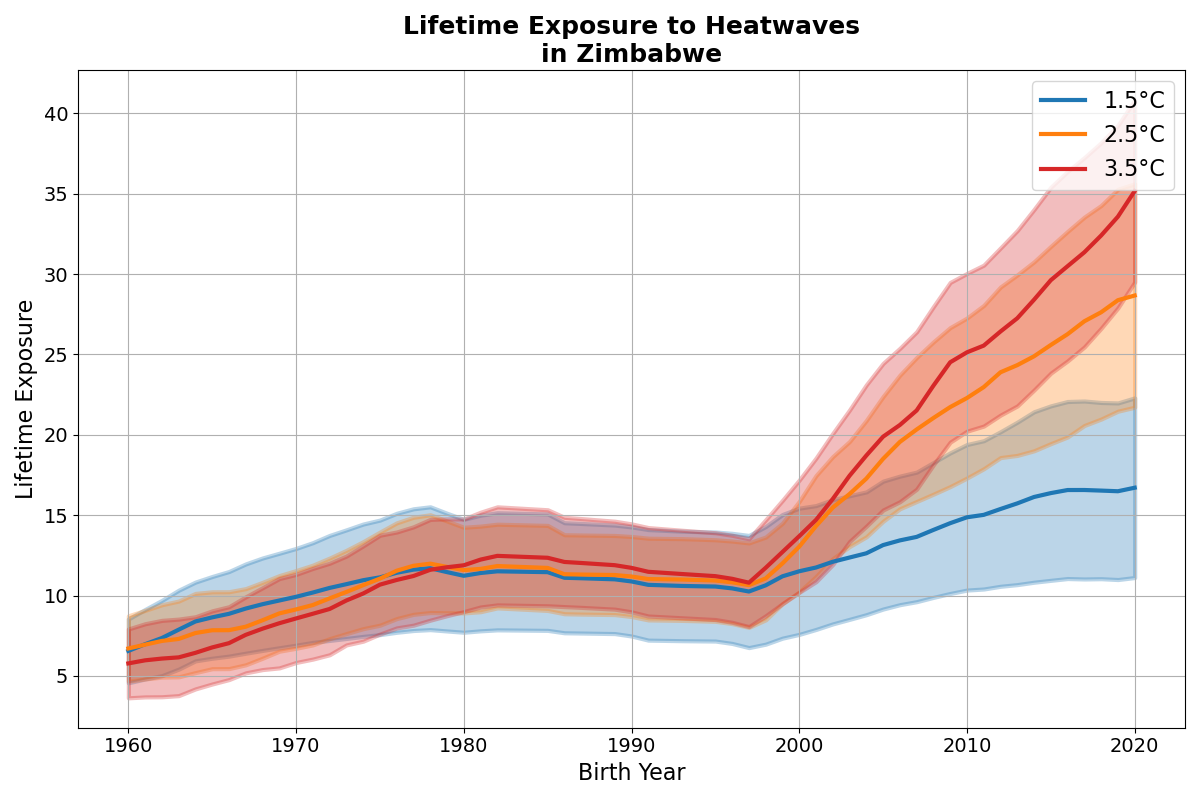 Lifetime Exposure to Heatwaves
in Zimbabwe
1.5°C
2.5°C
3.5°C
Lifetime Exposure
40
35
30
25
20
15
10
5
1960 1970 1980 1990 2000 2010 2020
Birth Year